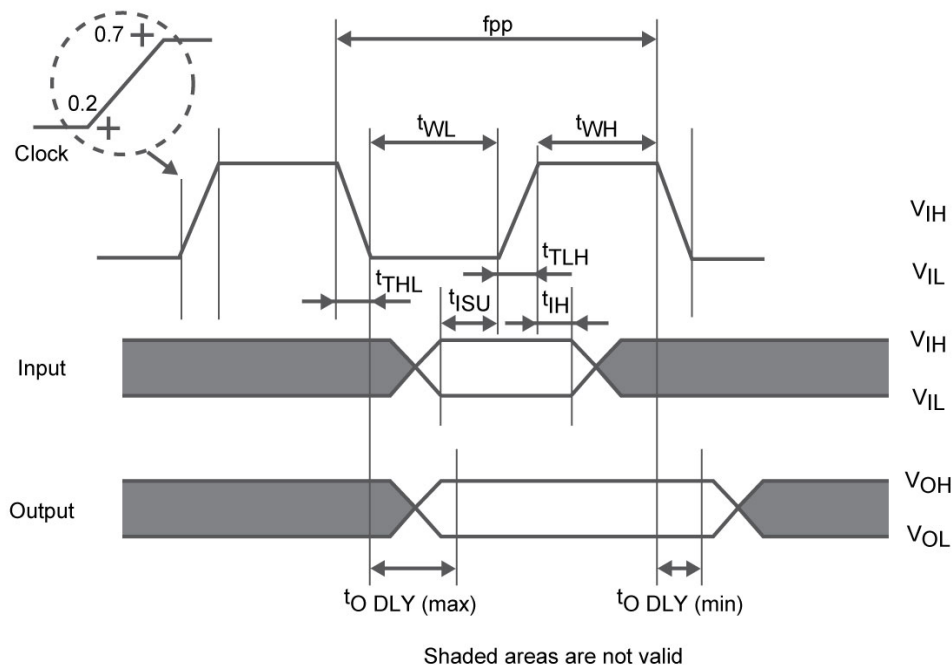 0.7
0.2
fpp
tWL
tWH
Clock
VIH
tTLH
VIL
tTHL
tISU
tIH
VIH
Input
VIL
VOH
Output
VOL
tO DLY (max)
tO DLY (min)
Shaded areas are not valid